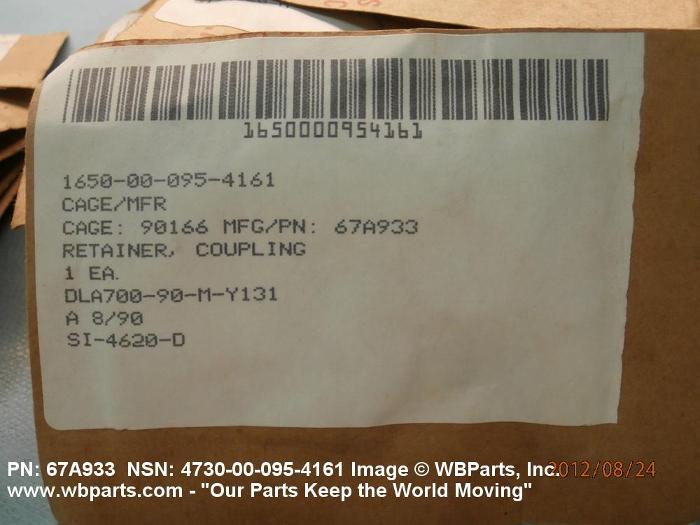 1650000954161
1650-00-095-4161
CAGE/MFR
CAGE: 90166 MFG/PN: 67A933
RETAINER, COUPLING
1 EA.
DLA700-90-M-Y131
A 8/90
SI-4620-D
PN: 67A933 NSN: 4730-00-095-4161 Image © WBParts, Inc.
2012/08/24
www.wbparts.com - "Our Parts Keep the World Moving"